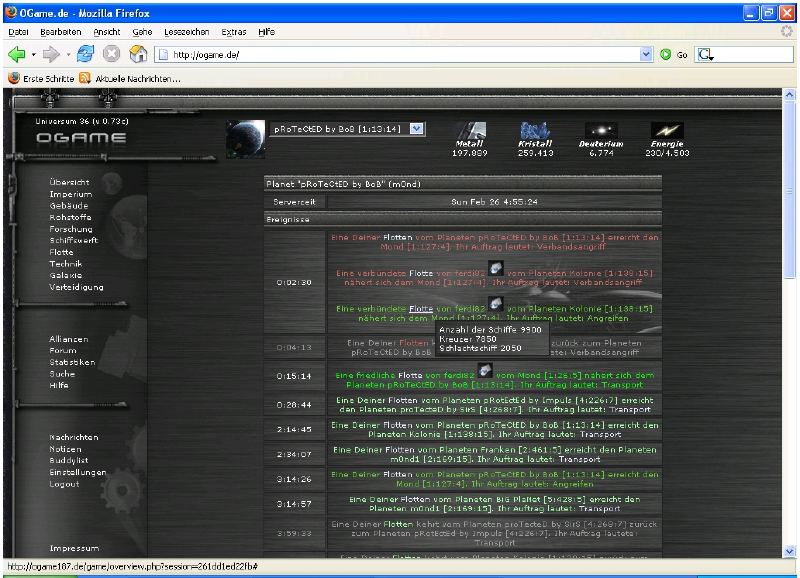 OGame.de - Mozilla Firefox
Datei Bearbeiten Ansicht Gehe Lesezeichen Extras Hilfe
http://ogame.de/
Go
Erste Schritte Aktuelle Nachrichten...
Universum 36 (v 0.73c)
OGAME
pRoTeCtED by BoB [1:13:14]
Metall Kristall Deuterium Energie
197.889 259.413 6.774 230/4.503
Übersicht
Imperium
Gebäude
Rohstoffe
Forschung
Schiffswerft
Flotte
Technik
Galaxie
Verteidigung
Allianzen
Forum
Statistiken
Suche
Hilfe
Nachrichten
Notizen
Buddylist
Einstellungen
Logout
Impressum
Planet "pRoTeCtED by BoB" (m0nd)
Serverzeit Sun Feb 26 4:55:24
Ereignisse
0:02:30
Eine Deiner Flotten vom Planeten pRoTeCtED by BoB [1:13:14] erreicht den
Mond [1:127:4]. Ihr Auftrag lautet: Verbandsangriff
Eine verbündete Flotte von ferdi82 vom Planeten Kolonie [1:138:15]
nähert sich dem Mond [1:127:4]. Ihr Auftrag lautet: Verbandsangriff
Eine verbündete Flotte von ferdi82 vom Planeten Kolonie [1:138:15]
nähert sich dem Mond [1:127:4]. Ihr Auftrag lautet: Angreifen
Anzahl der Schiffe 9900
Kreuzer 7850
Schlachtschiff 2050
0:04:13 Eine Deiner Flotten zurück zum Planeten
pRoTeCtED by BoB lautet: Verbandsangriff
0:15:14 Eine friedliche Flotte von ferdi82 vom Mond [1:26:5] nähert sich dem
Planeten pRoTeCtED by BoB [1:13:14]. Ihr Auftrag lautet: Transport
0:28:44 Eine Deiner Flotten vom Planeten pRotEctEd by Impuls [4:226:7] erreicht
den Planeten proTecteD by SirS [4:268:7]. Ihr Auftrag lautet: Transport
2:14:45 Eine Deiner Flotten vom Planeten pRoTeCtED by BoB [1:13:14] erreicht den
Planeten Kolonie [1:138:15]. Ihr Auftrag lautet: Transport
2:34:07 Eine Deiner Flotten vom Planeten Franken [2:461:5] erreicht den Planeten
m0nd1 [2:169:15]. Ihr Auftrag lautet: Transport
3:14:26 Eine Deiner Flotten vom Planeten pRoTeCtED by BoB [1:13:14] erreicht den
Mond [1:127:4]. Ihr Auftrag lautet: Angreifen
3:14:57 Eine Deiner Flotten vom Planeten BiG PlaNet [5:428:5] erreicht den
Planeten m0nd1 [2:169:15]. Ihr Auftrag lautet: Transport
3:59:33 Eine Deiner Flotten kehrt vom Planeten proTecteD by SirS [4:268:7] zurück
zum Planeten pRotEctEd by Impuls [4:226:7]. Ihr Auftrag lautete:
Transport
http://ogame187.de/game/overview.php?session=261dd1ed22fb#